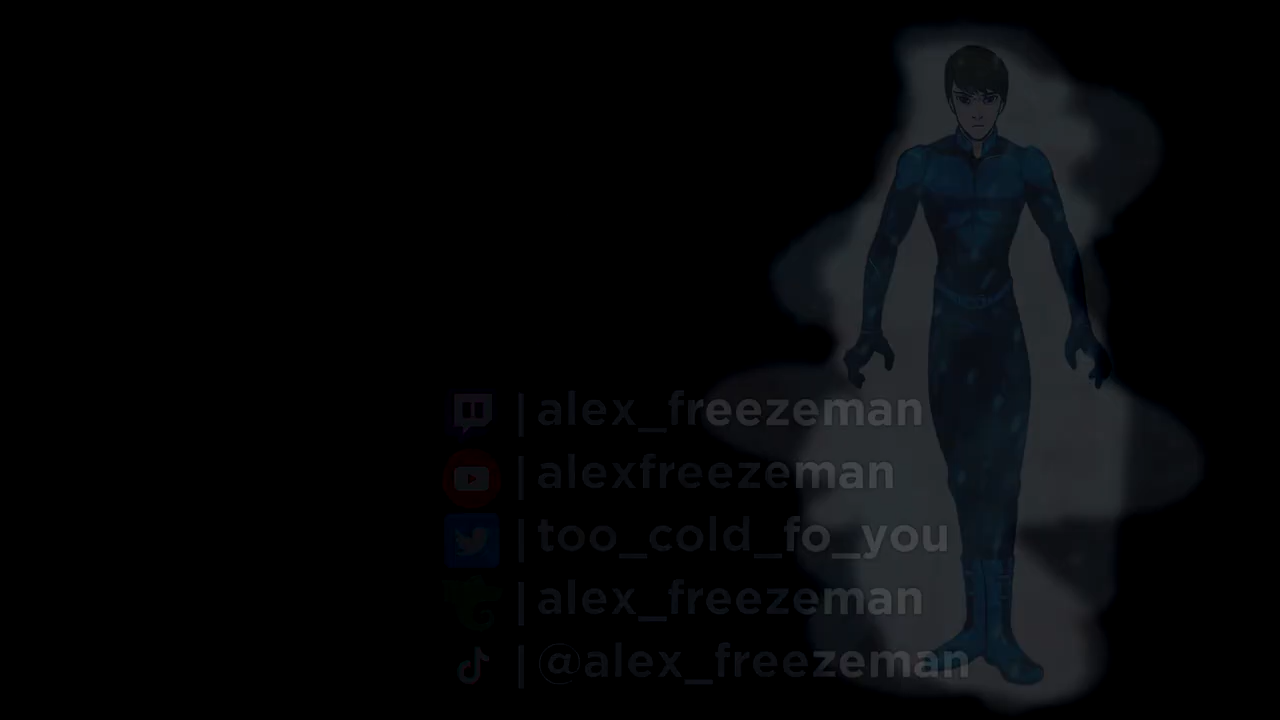 | alex_freezeman
| alexfreezeman
| too_cold_fo_you
| alex_freezeman
| @alex_freezeman